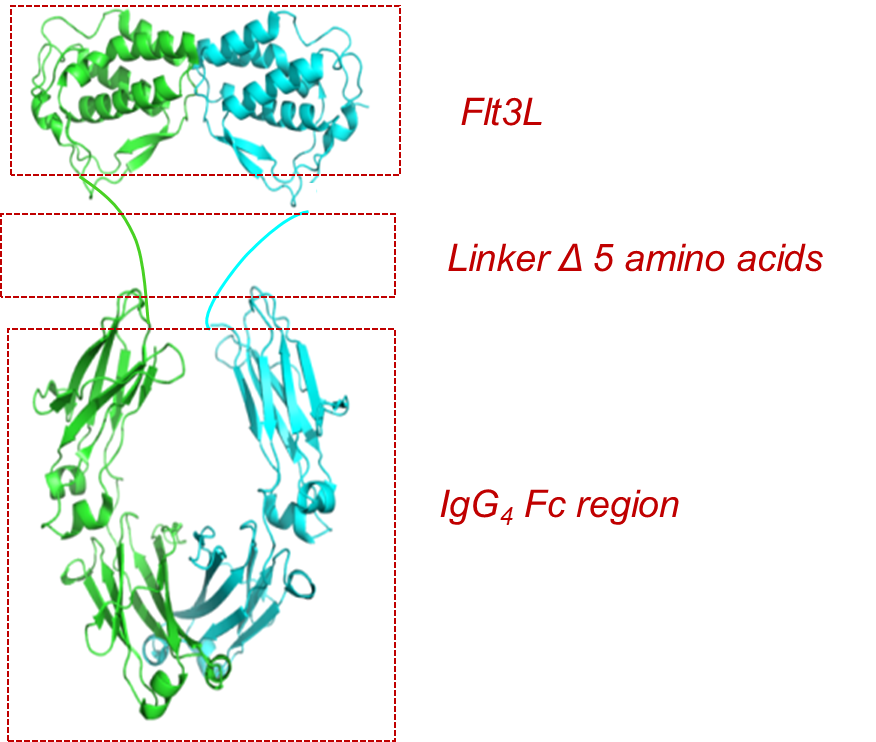 Flt3L
Linker Δ 5 amino acids
IgG₄ Fc region